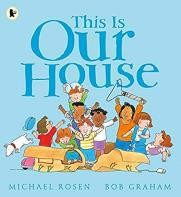 This Is
Our
House
MICHAEL ROSEN BOB GRAHAM